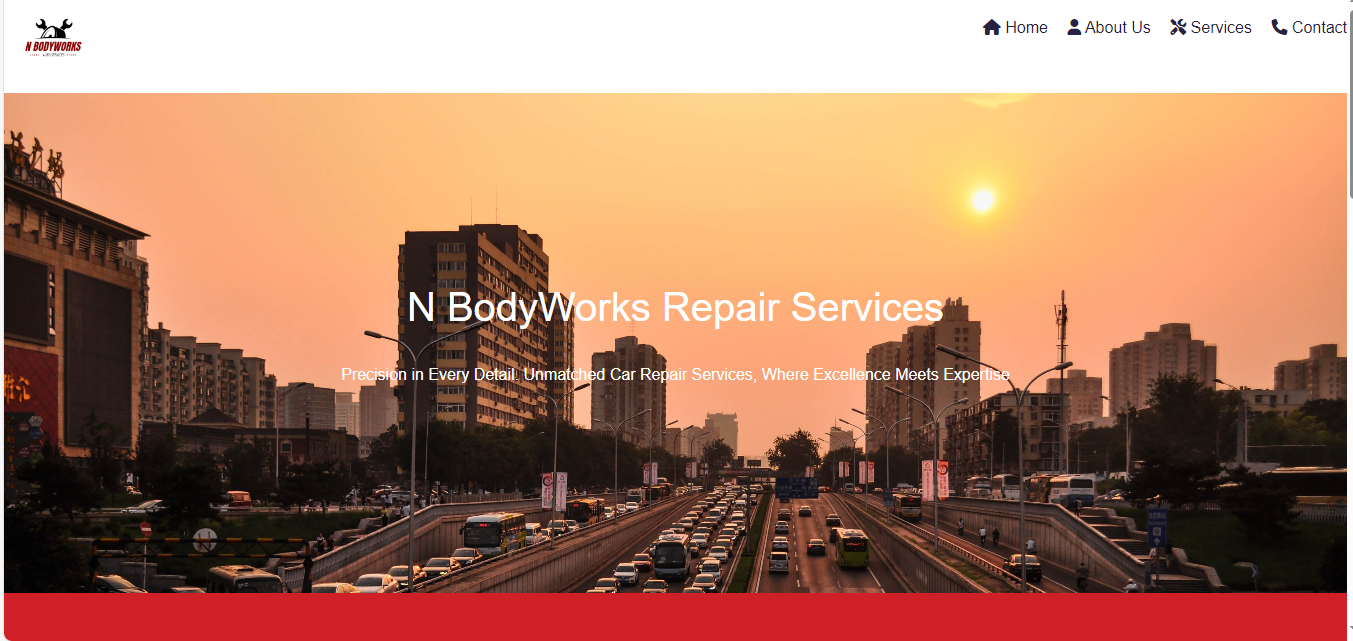 N BODYWORKS
Home
About Us
Services
Contact
N BodyWorks Repair Services
Precision in Every Detail. Unmatched Car Repair Services, Where Excellence Meets Expertise